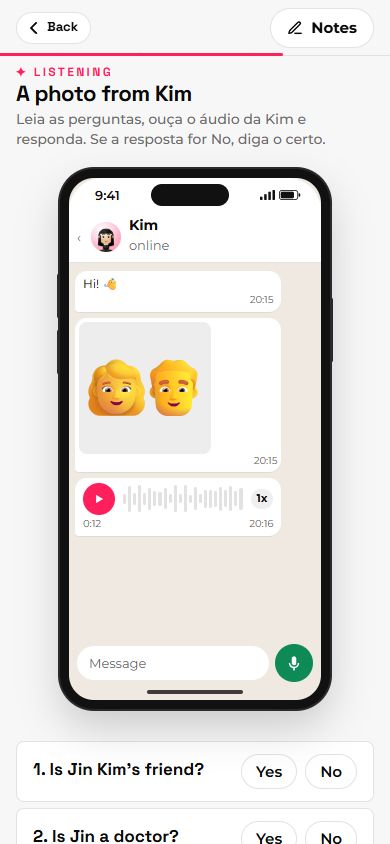 Back
Notes
LISTENING
A photo from Kim
Leia as perguntas, ouça o áudio da Kim e
responda. Se a resposta for No, diga o certo.
9:41
Kim
online
Hi! 👋
20:15
20:15
1x
0:12
20:16
Message
1. Is Jin Kim's friend?
Yes
No
2. Is Jin a doctor?
Yes
No